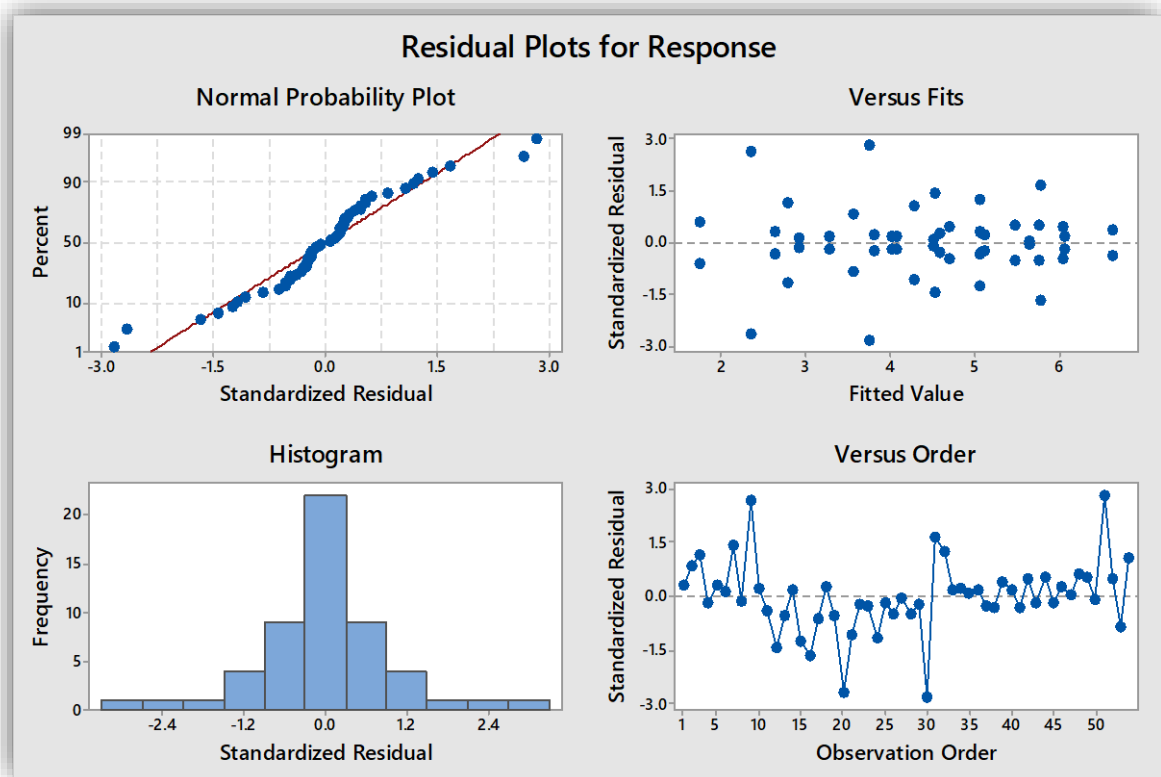 Residual Plots for Response
Normal Probability Plot
Percent
99
90
50
10
1
-3.0 -1.5 0.0 1.5 3.0
Standardized Residual
Versus Fits
Standardized Residual
3.0
1.5
0.0
-1.5
-3.0
2 3 4 5 6
Fitted Value
Histogram
Frequency
20
15
10
5
0
-2.4 -1.2 0.0 1.2 2.4
Standardized Residual
Versus Order
Standardized Residual
3.0
1.5
0.0
-1.5
-3.0
1 5 10 15 20 25 30 35 40 45 50
Observation Order